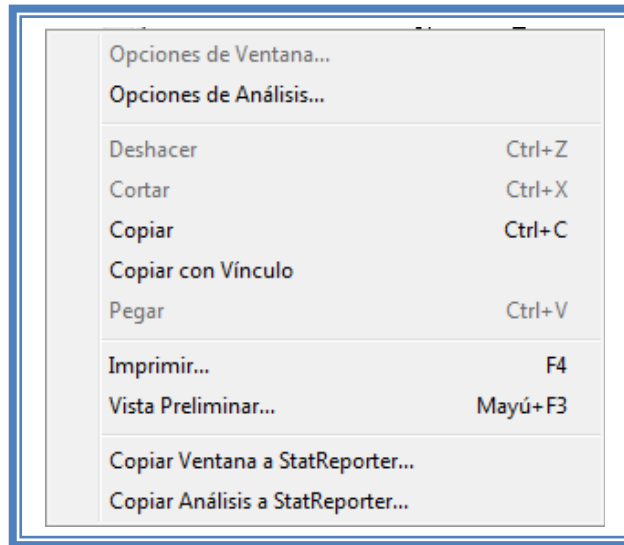 Opciones de Ventana...
Opciones de Análisis...
Deshacer Ctrl+Z
Cortar Ctrl+X
Copiar Ctrl+C
Copiar con Vínculo
Pegar Ctrl+V
Imprimir... F4
Vista Preliminar... Mayú+F3
Copiar Ventana a StatReporter...
Copiar Análisis a StatReporter...